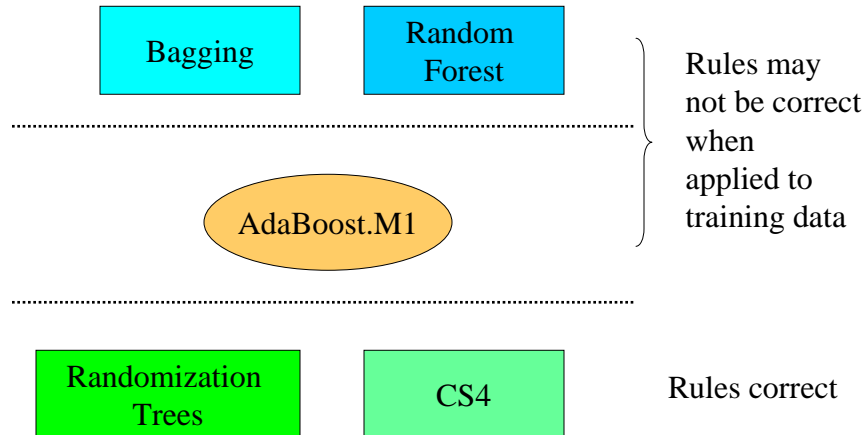 Bagging
Random
Forest
Rules may
not be correct
when
applied to
training data
AdaBoost.M1
Randomization
Trees
CS4
Rules correct